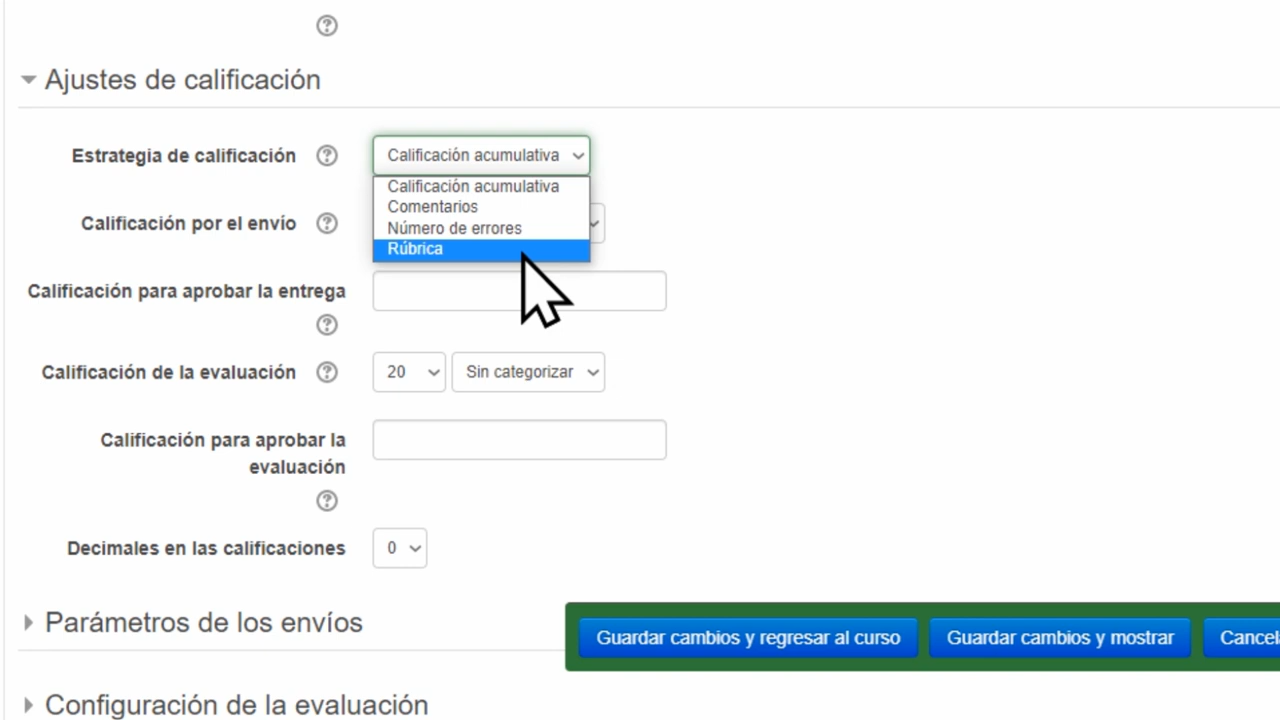 Ajustes de calificación
Estrategia de calificación
Calificación acumulativa
Calificación acumulativa
Comentarios
Número de errores
Rúbrica
Calificación por el envío
Calificación para aprobar la entrega
Calificación de la evaluación
20
Sin categorizar
Calificación para aprobar la
evaluación
Decimales en las calificaciones
0
Parámetros de los envíos
Guardar cambios y regresar al curso
Guardar cambios y mostrar
Configuración de la evaluación